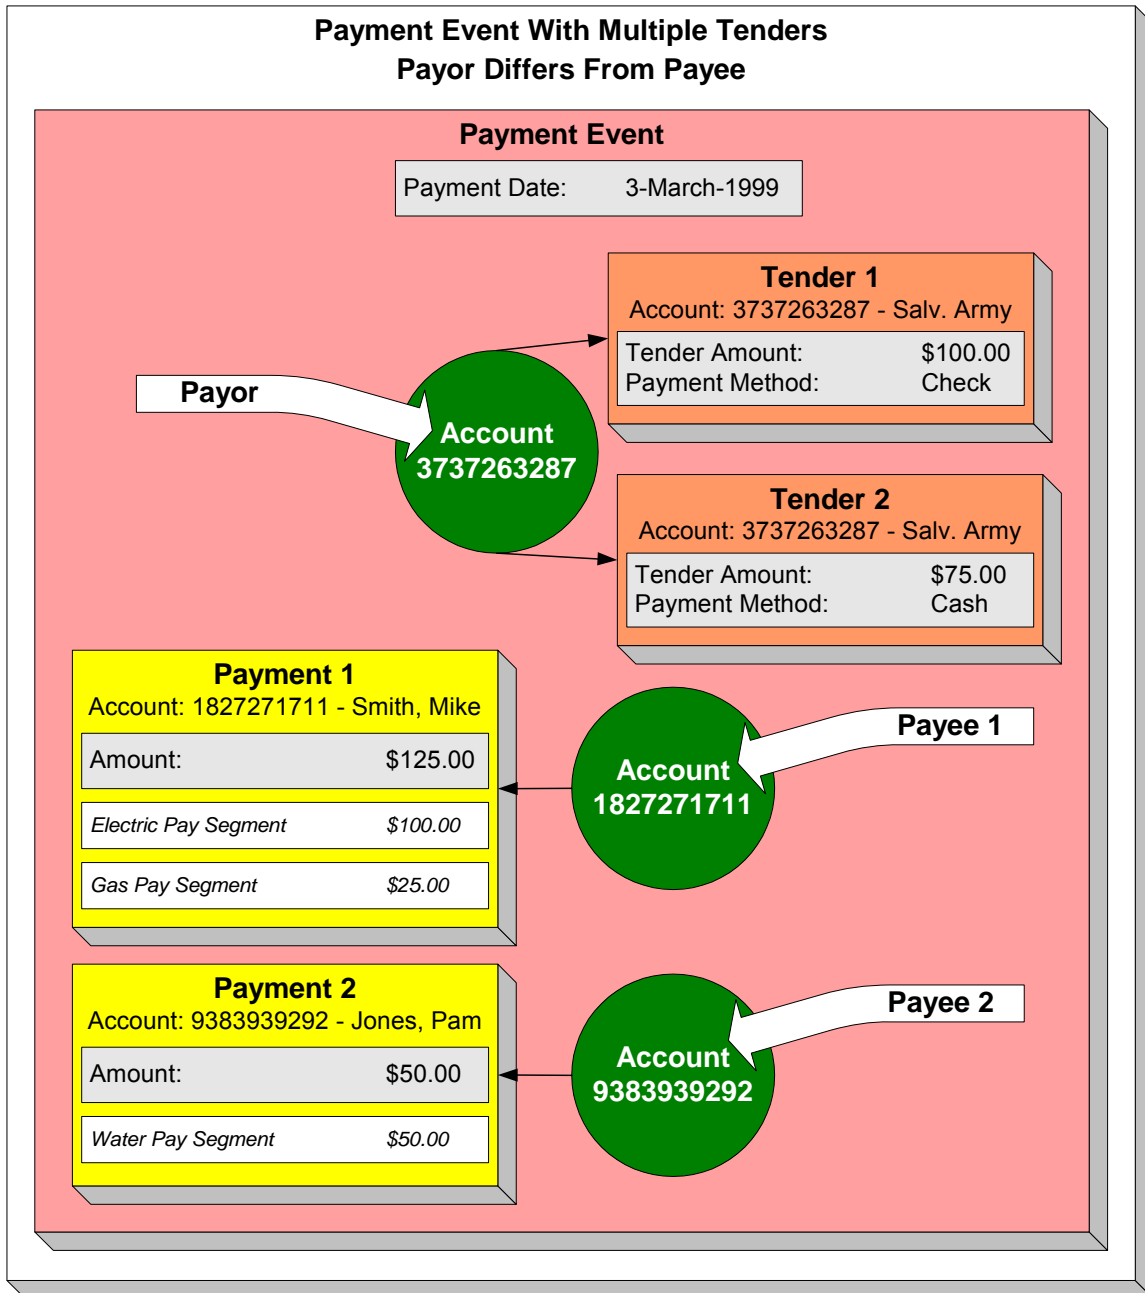 Payment Event With Multiple Tenders
Payor Differs From Payee
Payment Event
Payment Date: 3-March-1999
Tender 1
Account: 3737263287 - Salv. Army
Tender Amount: $100.00
Payment Method: Check
Payor
Account
3737263287
Tender 2
Account: 3737263287 - Salv. Army
Tender Amount: $75.00
Payment Method: Cash
Payment 1
Account: 1827271711 - Smith, Mike
Amount: $125.00
Electric Pay Segment $100.00
Gas Pay Segment $25.00
Payee 1
Account
1827271711
Payment 2
Account: 9383939292 - Jones, Pam
Amount: $50.00
Water Pay Segment $50.00
Payee 2
Account
9383939292